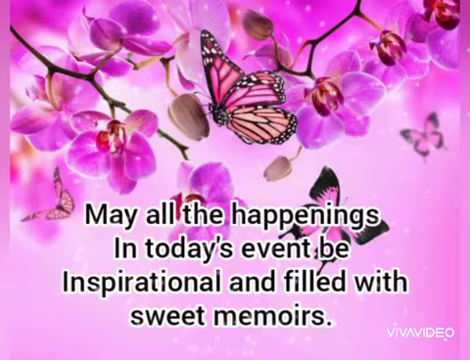 May all the happenings
In today's event be
Inspirational and filled with
sweet memoirs.
VIVAVIDEO